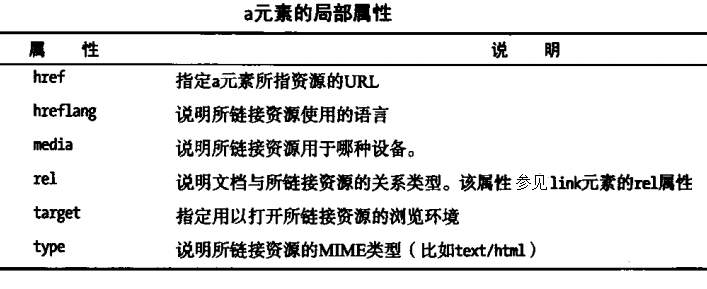 a元素的局部属性
属 性 说 明
href 指定a元素所指资源的URL
hreflang 说明所链接资源使用的语言
media 说明所链接资源用于哪种设备。
rel 说明文档与所链接资源的关系类型。该属性 参见link元素的rel属性
target 指定用以打开所链接资源的浏览环境
type 说明所链接资源的MIME类型（比如text/html）